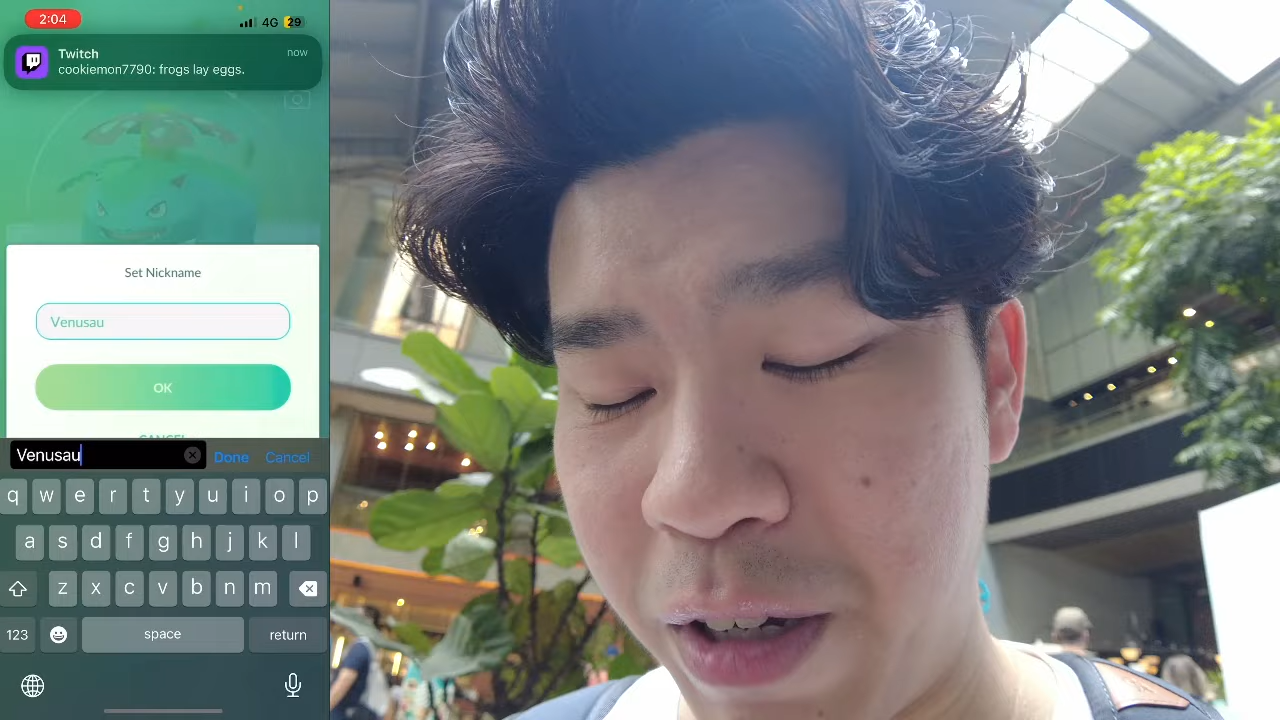 2:04
4G
29
Twitch
now
cookiemon7790: frogs lay eggs.
Set Nickname
Venusau
OK
CANCEL
Venusau
Done
Cancel
q w e r t y u i o p
a s d f g h j k l
z x c v b n m
123
space
return